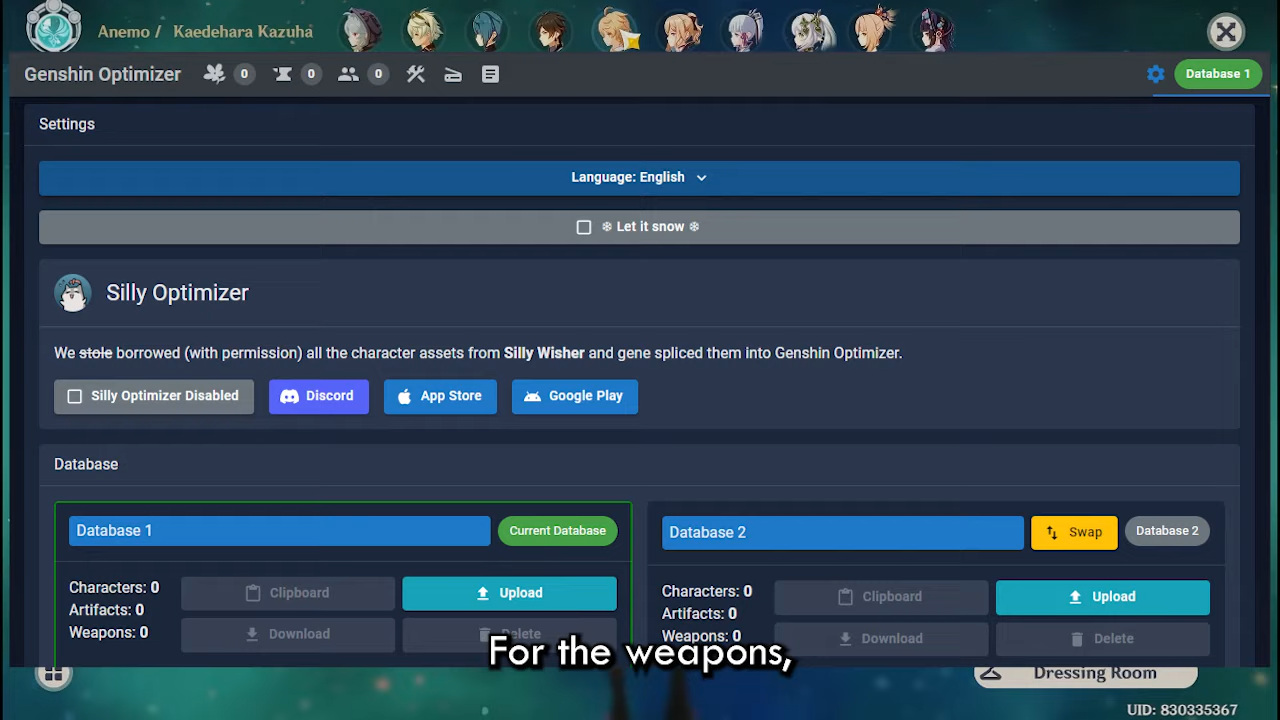 Anemo / Kaedehara Kazuha
Genshin Optimizer 0 0 0 Database 1
Settings
Language: English
❄ Let it snow ❄
Silly Optimizer
We stole borrowed (with permission) all the character assets from Silly Wisher and gene spliced them into Genshin Optimizer.
Silly Optimizer Disabled Discord App Store Google Play
Database
Database 1 Current Database
Characters: 0 Clipboard Upload
Artifacts: 0
Weapons: 0 Download Delete
Database 2 Swap Database 2
Characters: 0 Clipboard Upload
Artifacts: 0
Weapons: 0 Download Delete
For the weapons,
Dressing Room
UID: 830335367